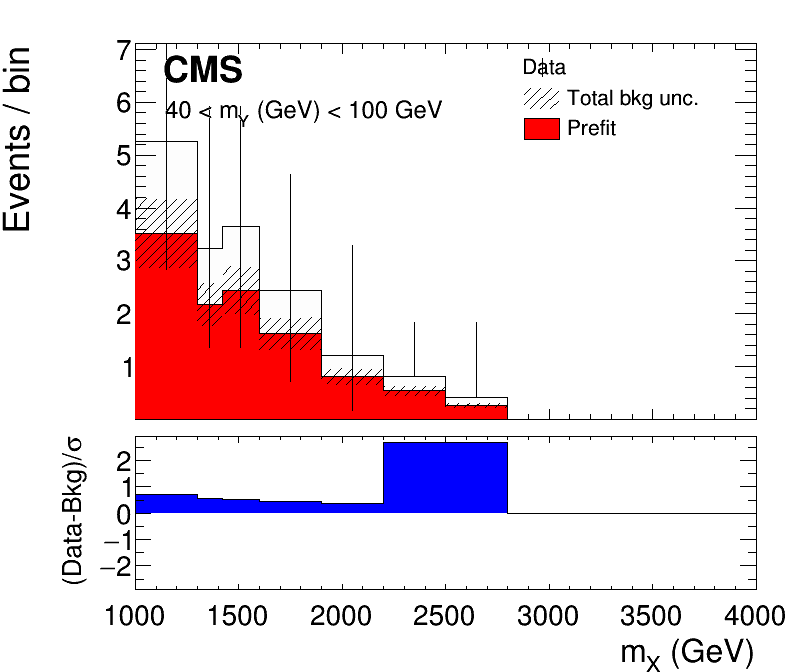 Events / bin
7
6
5
4
3
2
1
CMS
40 < mY (GeV) < 100 GeV
Data
Total bkg unc.
Prefit
(Data-Bkg)/σ
2
1
0
−1
−2
1000 1500 2000 2500 3000 3500 4000
mX (GeV)